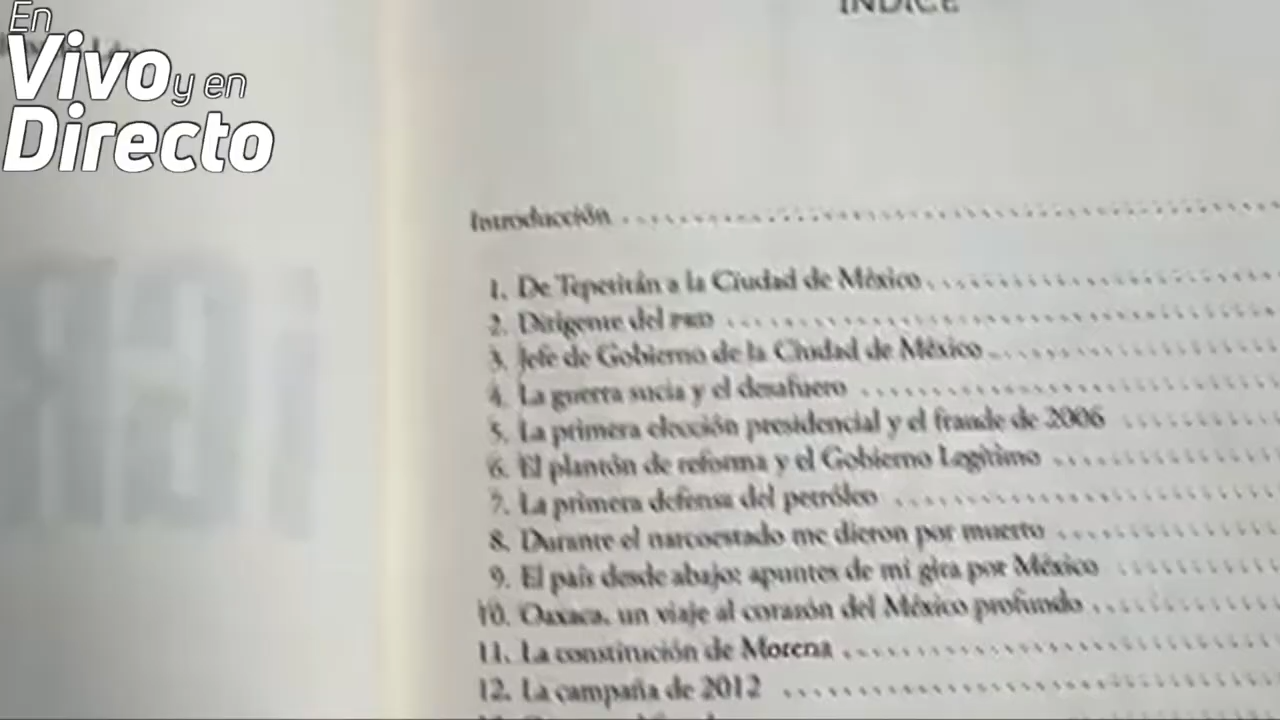 En
Vivo y en
Directo
ÍNDICE
Introducción
1. De Tepetitán a la Ciudad de México
2. Dirigente del PRD
3. Jefe de Gobierno de la Ciudad de México
4. La guerra sucia y el desafuero
5. La primera elección presidencial y el fraude de 2006
6. El plantón de reforma y el Gobierno Legítimo
7. La primera defensa del petróleo
8. Durante el narcoestado me dieron por muerto
9. El país desde abajo: apuntes de mi gira por México
10. Oaxaca, un viaje al corazón del México profundo
11. La constitución de Morena
12. La campaña de 2012